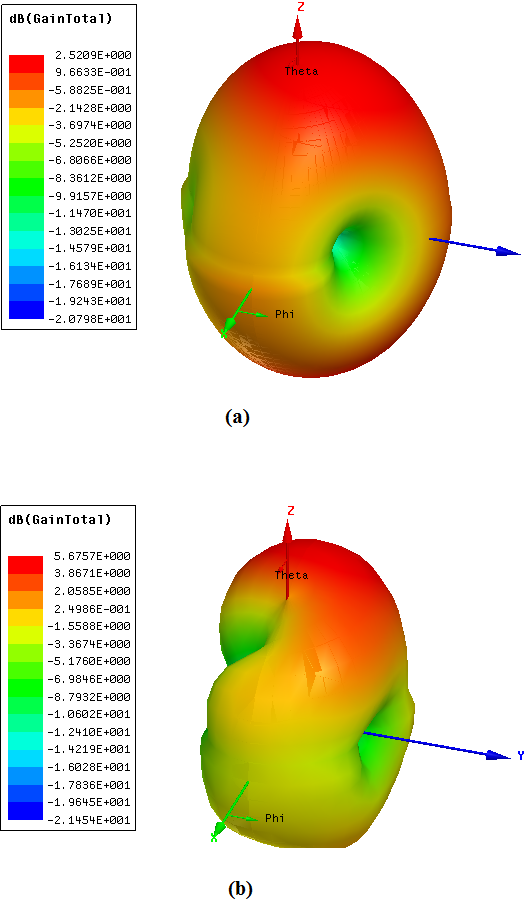 dB(GainTotal)
2.5209E+000
9.6633E-001
-5.8825E-001
-2.1428E+000
-3.6974E+000
-5.2520E+000
-6.8066E+000
-8.3612E+000
-9.9157E+000
-1.1470E+001
-1.3025E+001
-1.4579E+001
-1.6134E+001
-1.7689E+001
-1.9243E+001
-2.0798E+001
Z
Theta
Phi
X
(a)
dB(GainTotal)
5.6757E+000
3.8671E+000
2.0585E+000
2.4986E-001
-1.5588E+000
-3.3674E+000
-5.1760E+000
-6.9846E+000
-8.7932E+000
-1.0602E+001
-1.2410E+001
-1.4219E+001
-1.6028E+001
-1.7836E+001
-1.9645E+001
-2.1454E+001
Z
Theta
Y
Phi
X
(b)